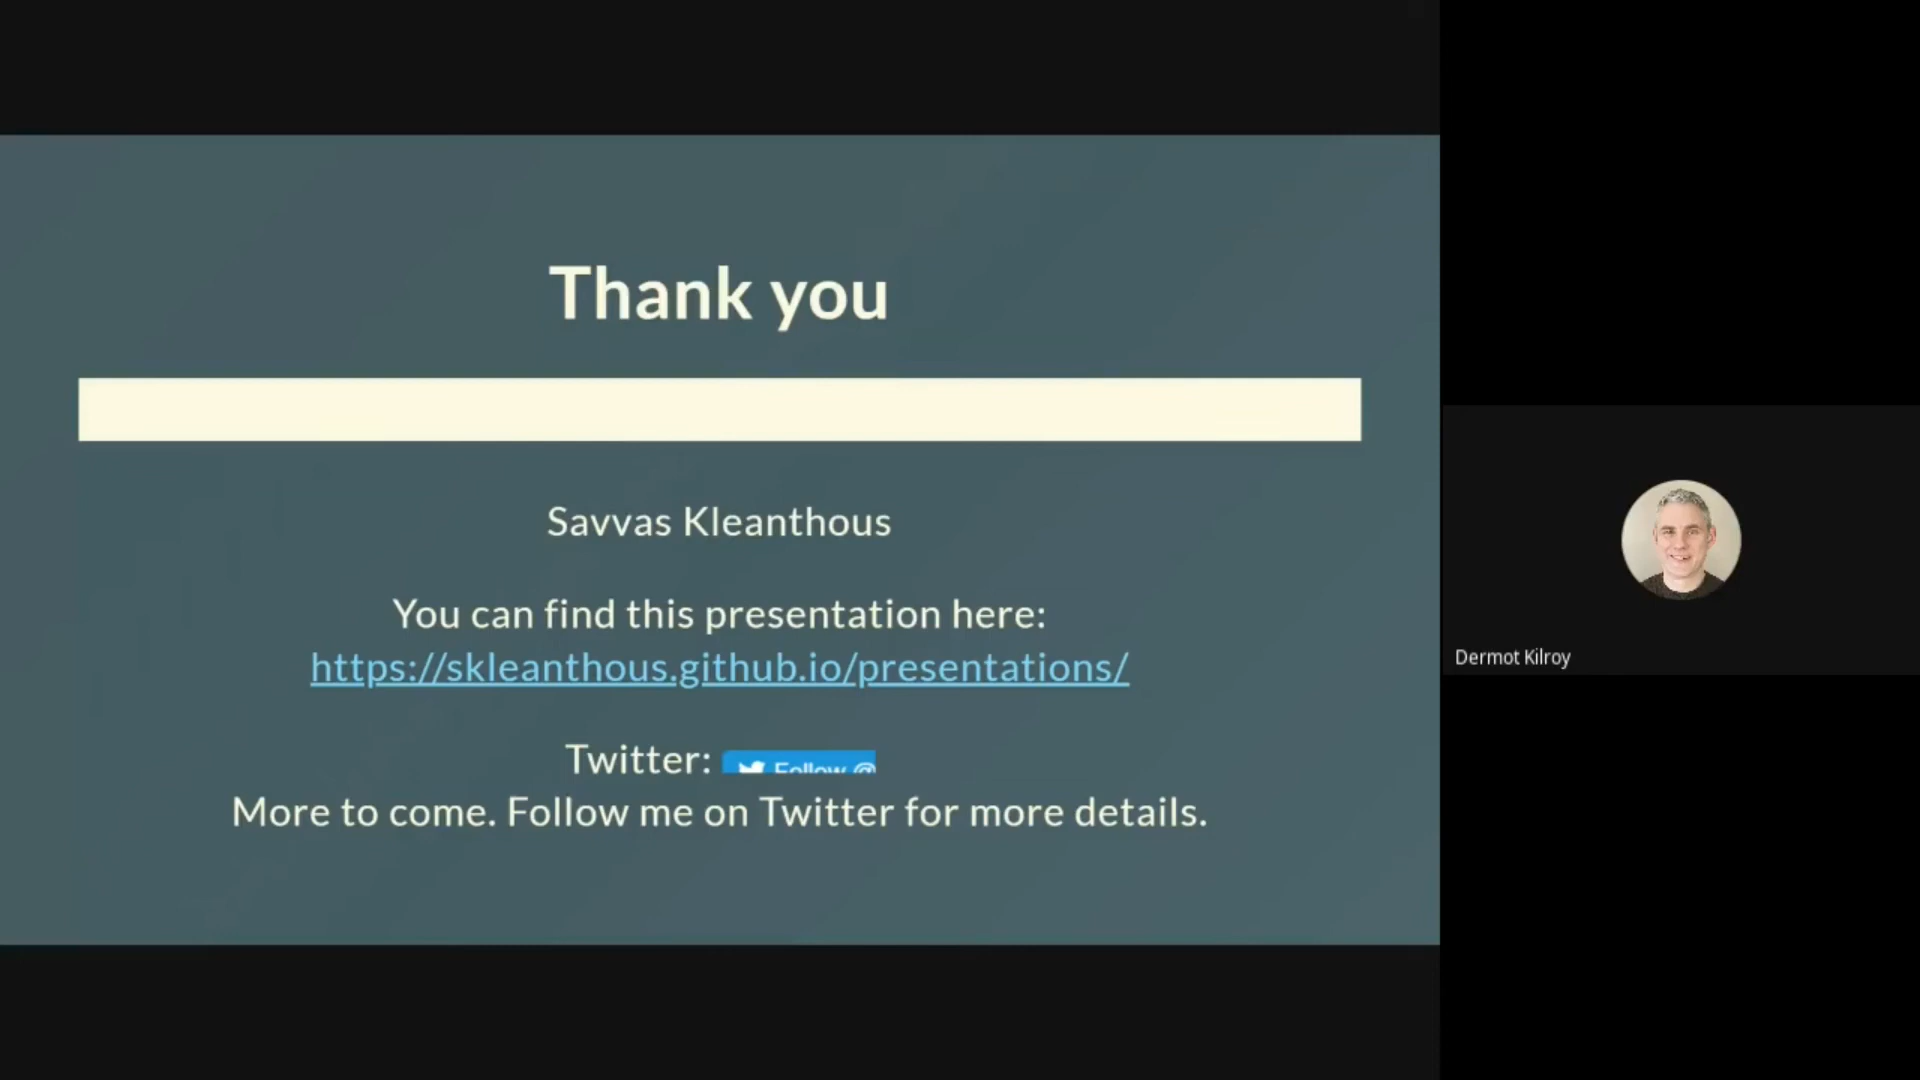 Thank you
Savvas Kleanthous
You can find this presentation here:
https://skleanthous.github.io/presentations/
Twitter: Follow @
More to come. Follow me on Twitter for more details.
Dermot Kilroy